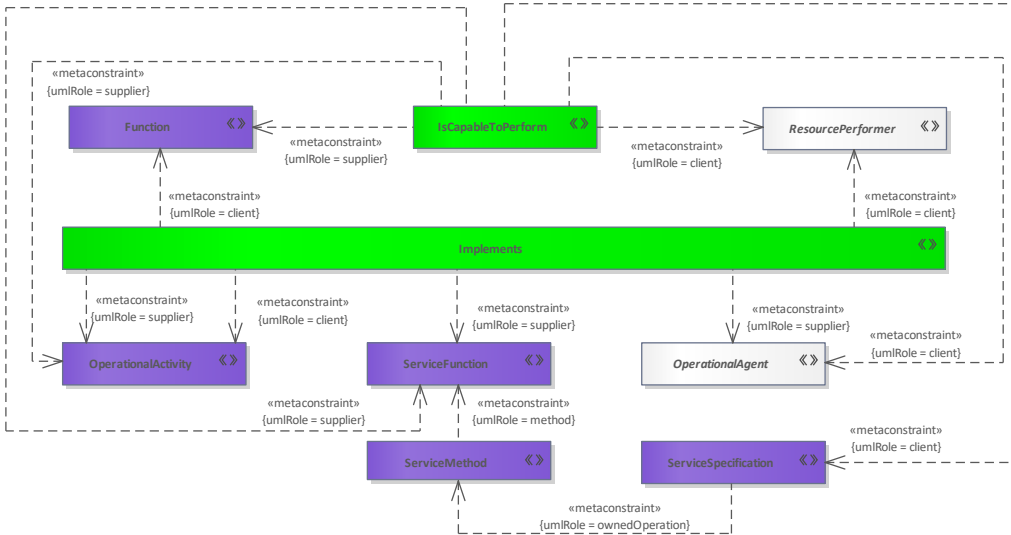 «metaconstraint»
{umlRole = supplier}
Function
IsCapableToPerform
ResourcePerformer
«metaconstraint»
{umlRole = supplier}
«metaconstraint»
{umlRole = client}
«metaconstraint»
{umlRole = client}
«metaconstraint»
{umlRole = client}
Implements
«metaconstraint»
{umlRole = supplier}
«metaconstraint»
{umlRole = client}
«metaconstraint»
{umlRole = supplier}
«metaconstraint»
{umlRole = supplier}
«metaconstraint»
{umlRole = client}
OperationalActivity
ServiceFunction
OperationalAgent
«metaconstraint»
{umlRole = supplier}
«metaconstraint»
{umlRole = method}
«metaconstraint»
{umlRole = client}
ServiceMethod
ServiceSpecification
«metaconstraint»
{umlRole = ownedOperation}